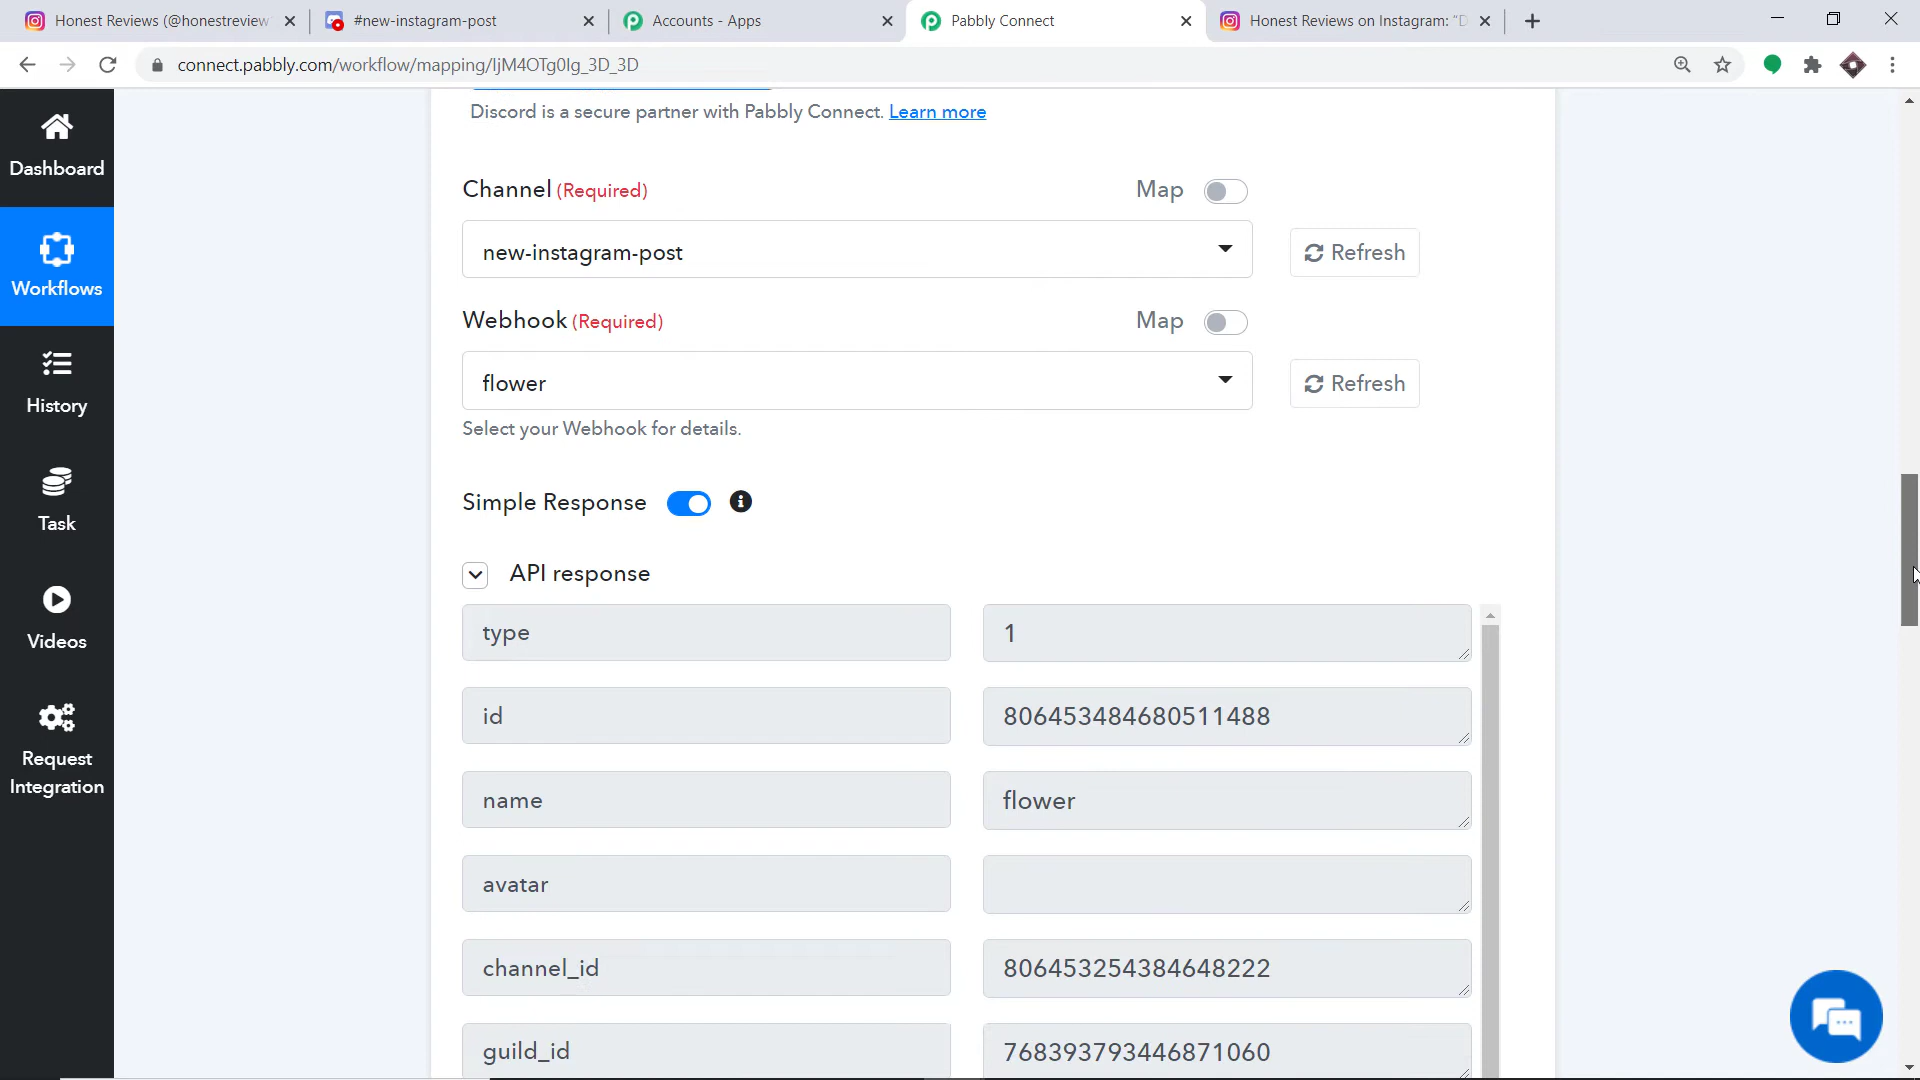 Honest Reviews (@honestreview
#new-instagram-post
Accounts - Apps
Pabbly Connect
Honest Reviews on Instagram: "D
connect.pabbly.com/workflow/mapping/IjM4OTg0Ig_3D_3D
Discord is a secure partner with Pabbly Connect. Learn more
Dashboard
Workflows
History
Task
Videos
Request
Integration
Channel (Required)
Map
new-instagram-post
Refresh
Webhook (Required)
Map
flower
Refresh
Select your Webhook for details.
Simple Response
API response
type
1
id
806453484680511488
name
flower
avatar
channel_id
806453254384648222
guild_id
768393793446871060